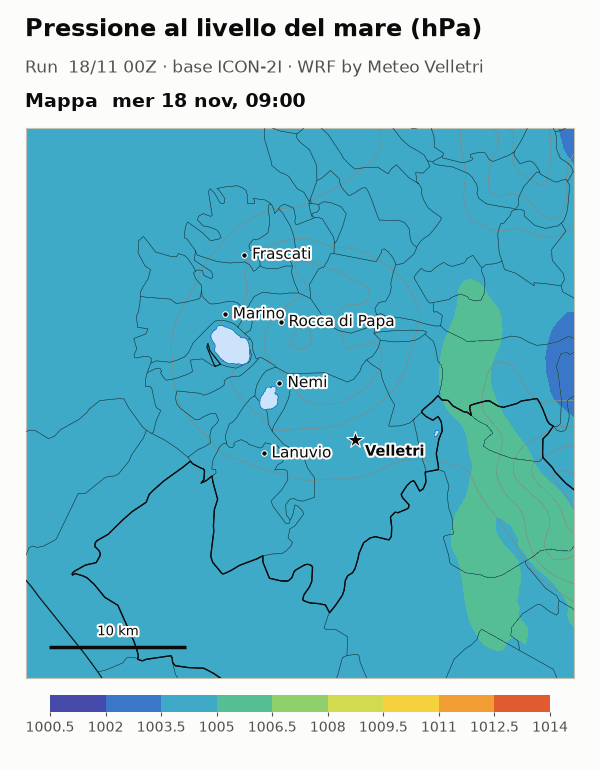 Pressione al livello del mare (hPa)
Run  18/11 00Z · base ICON-2I · WRF by Meteo Velletri
Mappa  mer 18 nov, 09:00
Frascati
Marino
Rocca di Papa
Nemi
Velletri
Lanuvio
10 km
1000.5 1002 1003.5 1005 1006.5 1008 1009.5 1011 1012.5 1014